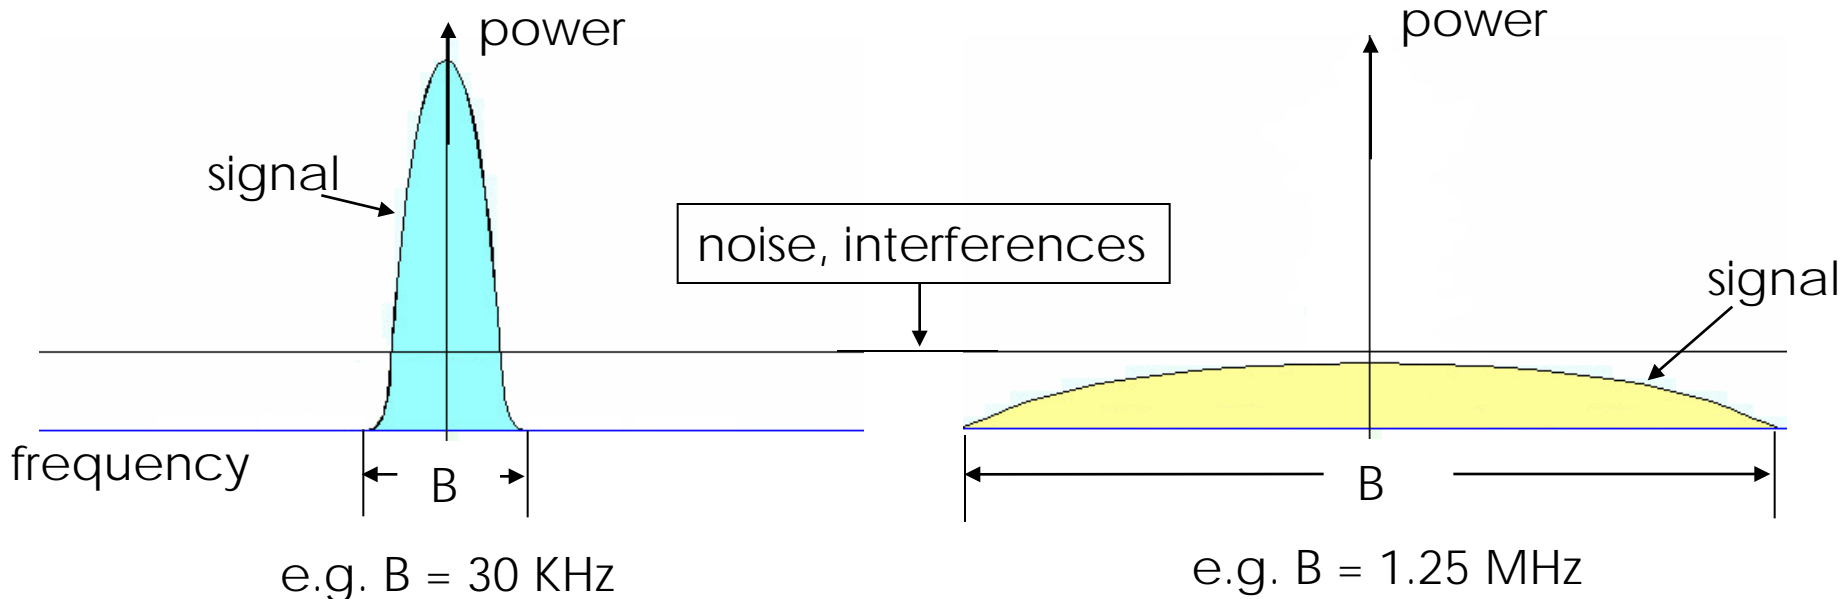 power
power
signal
noise, interferences
signal
frequency
B
B
e.g. B = 30 KHz
e.g. B = 1.25 MHz